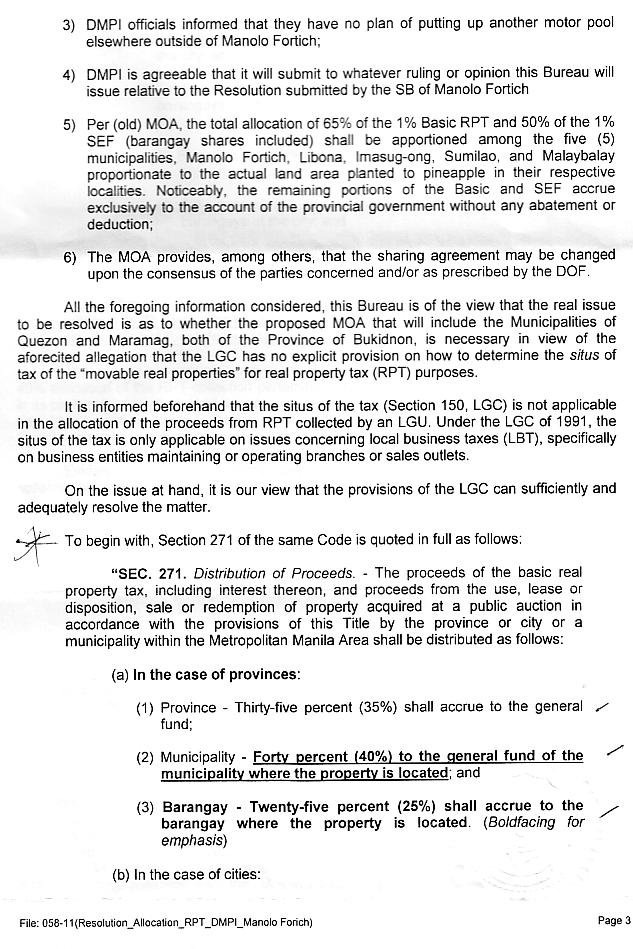 3) DMPI officials informed that they have no plan of putting up another motor pool
elsewhere outside of Manolo Fortich;
4) DMPI is agreeable that it will submit to whatever ruling or opinion this Bureau will
issue relative to the Resolution submitted by the SB of Manolo Fortich
5) Per (old) MOA, the total allocation of 65% of the 1% Basic RPT and 50% of the 1%
SEF (barangay shares included) shall be apportioned among the five (5)
municipalities, Manolo Fortich, Libona, Imasug-ong, Sumilao, and Malaybalay
proportionate to the actual land area planted to pineapple in their respective
localities. Noticeably, the remaining portions of the Basic and SEF accrue
exclusively to the account of the provincial government without any abatement or
deduction;
6) The MOA provides, among others, that the sharing agreement may be changed
upon the consensus of the parties concerned and/or as prescribed by the DOF.
All the foregoing information considered, this Bureau is of the view that the real issue
to be resolved is as to whether the proposed MOA that will include the Municipalities of
Quezon and Maramag, both of the Province of Bukidnon, is necessary in view of the
aforecited allegation that the LGC has no explicit provision on how to determine the situs of
tax of the “movable real properties” for real property tax (RPT) purposes.
It is informed beforehand that the situs of the tax (Section 150, LGC) is not applicable
in the allocation of the proceeds from RPT collected by an LGU. Under the LGC of 1991, the
situs of the tax is only applicable on issues concerning local business taxes (LBT), specifically
on business entities maintaining or operating branches or sales outlets.
On the issue at hand, it is our view that the provisions of the LGC can sufficiently and
adequately resolve the matter.
To begin with, Section 271 of the same Code is quoted in full as follows:
“SEC. 271. Distribution of Proceeds. - The proceeds of the basic real
property tax, including interest thereon, and proceeds from the use, lease or
disposition, sale or redemption of property acquired at a public auction in
accordance with the provisions of this Title by the province or city or a
municipality within the Metropolitan Manila Area shall be distributed as follows:
(a) In the case of provinces:
(1) Province - Thirty-five percent (35%) shall accrue to the general
fund;
(2) Municipality - Forty percent (40%) to the general fund of the
municipality where the property is located; and
(3) Barangay - Twenty-five percent (25%) shall accrue to the
barangay where the property is located. (Boldfacing for
emphasis)
(b) In the case of cities:
File: 058-11(Resolution_Allocation_RPT_DMPI_Manolo Forich)
Page 3